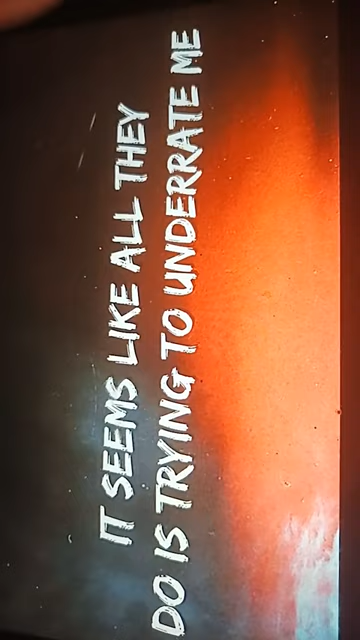 IT SEEMS LIKE ALL THEY
DO IS TRYING TO UNDERRATE ME